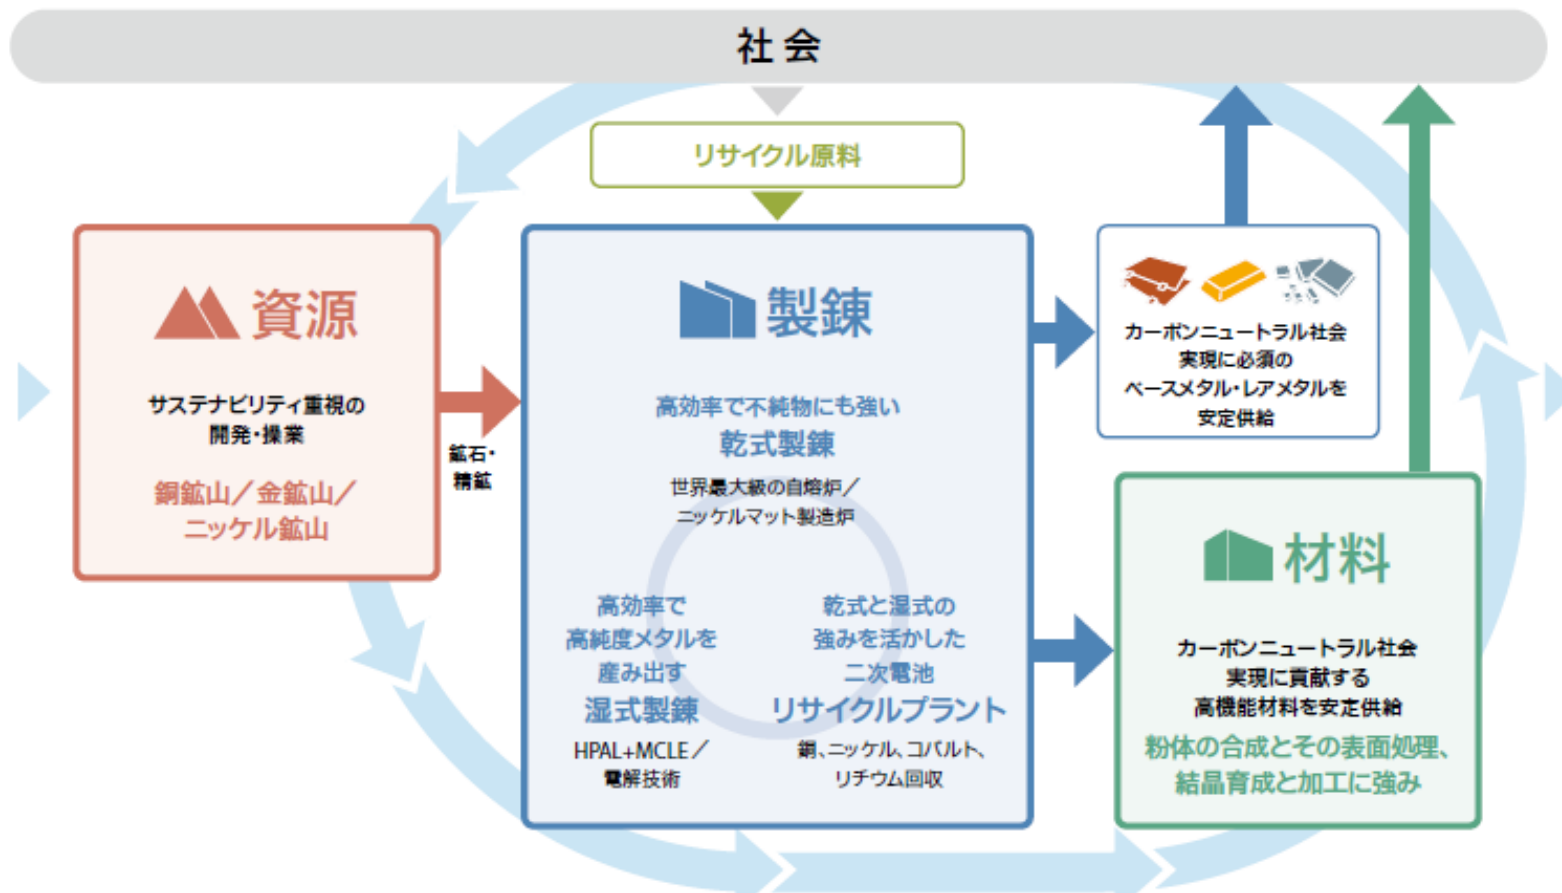 社会
リサイクル原料
資源
サステナビリティ重視の
開発・操業
銅鉱山／金鉱山／
ニッケル鉱山
鉱石・
精鉱
製錬
高効率で不純物にも強い
乾式製錬
世界最大級の自熔炉／
ニッケルマット製造炉
高効率で
高純度メタルを
産み出す
湿式製錬
HPAL+MCLE／
電解技術
乾式と湿式の
強みを活かした
二次電池
リサイクルプラント
銅、ニッケル、コバルト、
リチウム回収
カーボンニュートラル社会
実現に必須の
ベースメタル・レアメタルを
安定供給
材料
カーボンニュートラル社会
実現に貢献する
高機能材料を安定供給
粉体の合成とその表面処理、
結晶育成と加工に強み